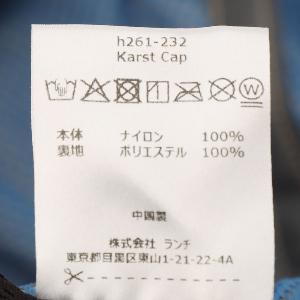 h261-232
Karst Cap
本体 ナイロン 100%
裏地 ポリエステル 100%
中国製
株式会社 ランチ
東京都目黒区東山1-21-22-4A